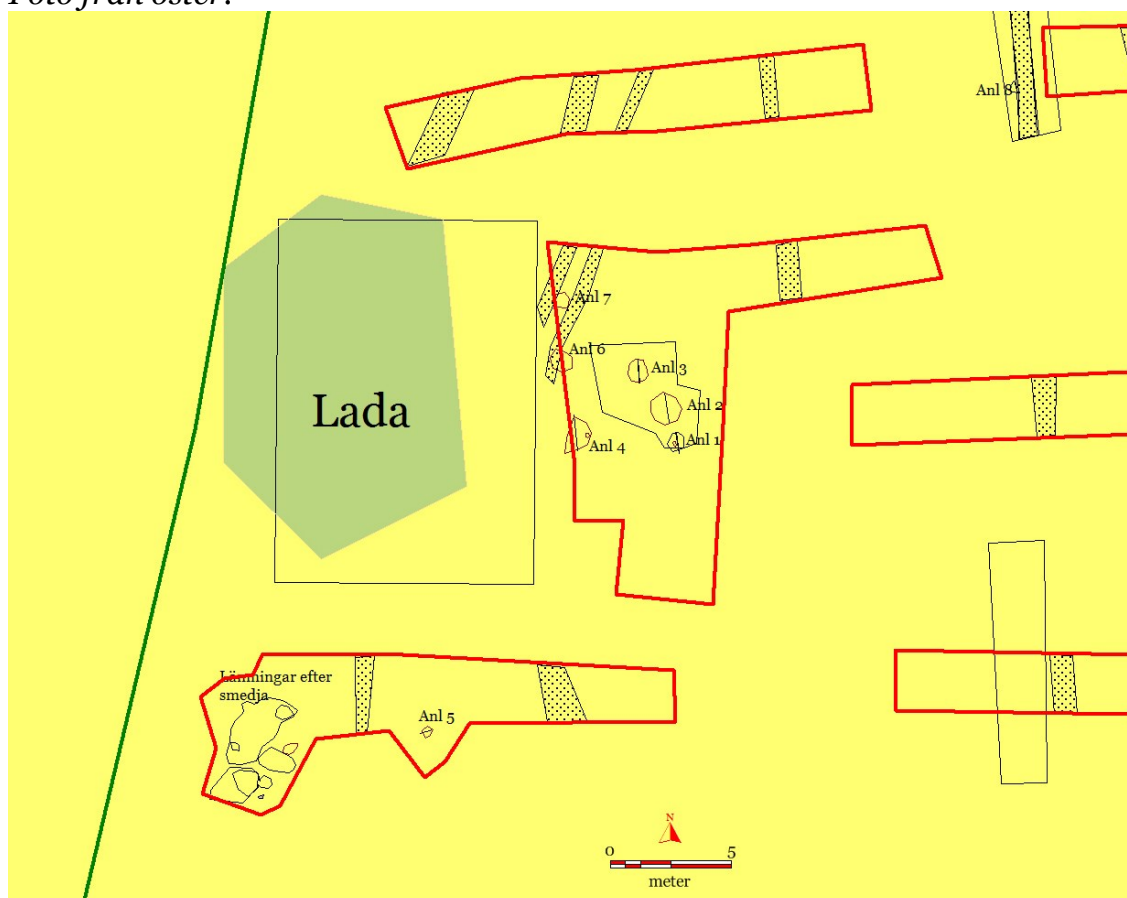 Foto från öster.
Anl 8
Anl 7
Anl 6
Anl 3
Lada
Anl 2
Anl 4
Anl 1
Lämningar efter
smedja
Anl 5
N
0 5
meter